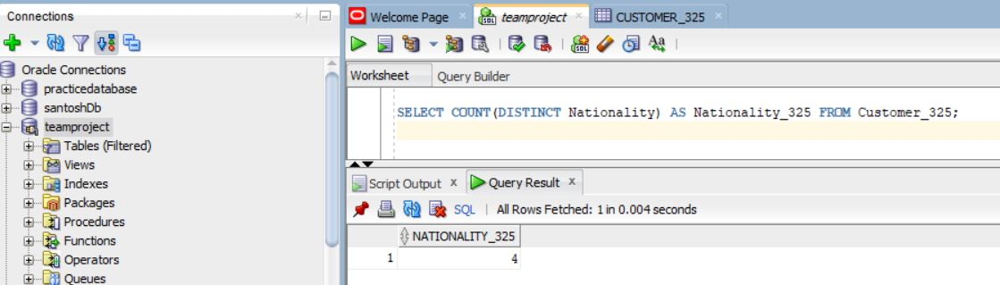 Connections
Oracle Connections
practicedatabase
santoshDb
teamproject
Tables (Filtered)
Views
Indexes
Packages
Procedures
Functions
Operators
Queues
Welcome Page
teamproject
CUSTOMER_325
Worksheet
Query Builder
SELECT COUNT(DISTINCT Nationality) AS Nationality_325 FROM Customer_325;
Script Output
Query Result
SQL
All Rows Fetched: 1 in 0.004 seconds
NATIONALITY_325
1 4